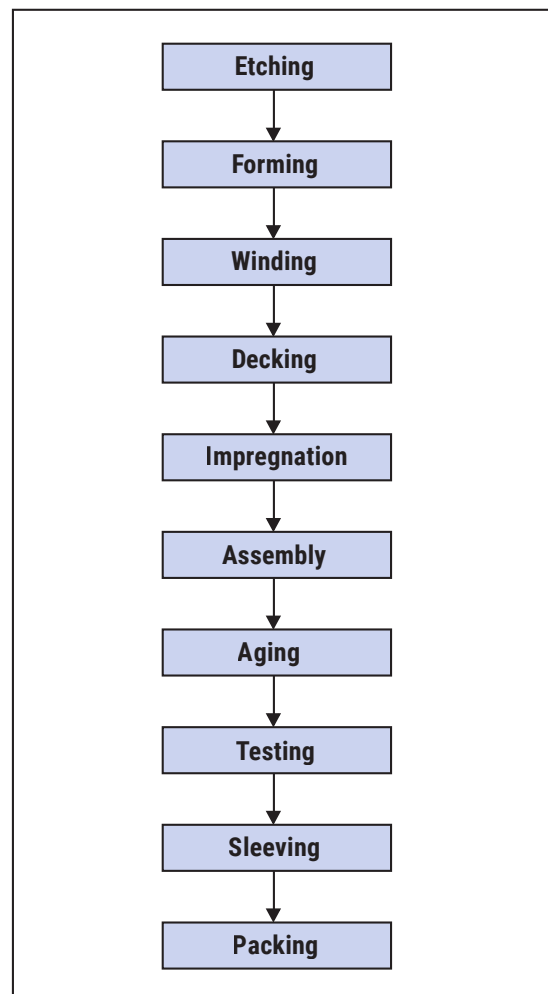 Etching
Forming
Winding
Decking
Impregnation
Assembly
Aging
Testing
Sleeving
Packing